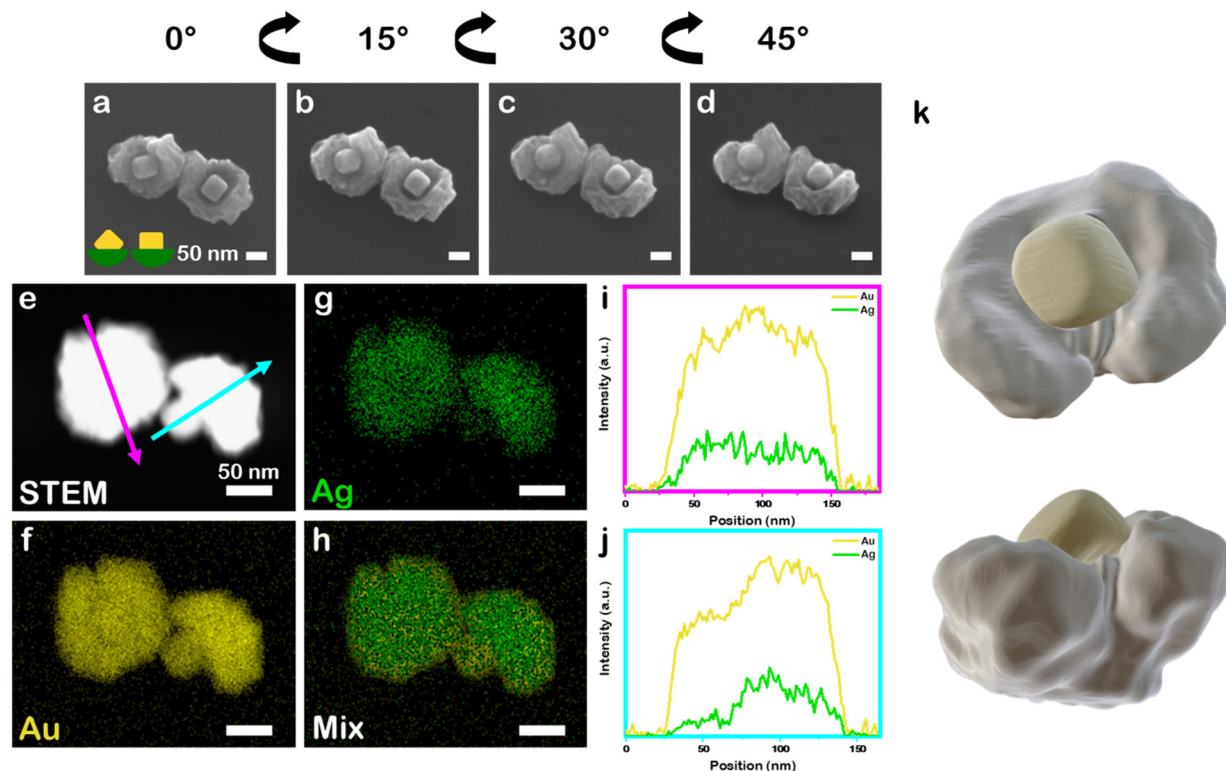 0° 15° 30° 45°
a
50 nm
b
c
d
k
e
50 nm
STEM
g
Ag
i
Au
Ag
Intensity (a.u.)
0 50 100 150
Position (nm)
f
Au
h
Mix
j
Au
Ag
Intensity (a.u.)
0 50 100 150
Position (nm)